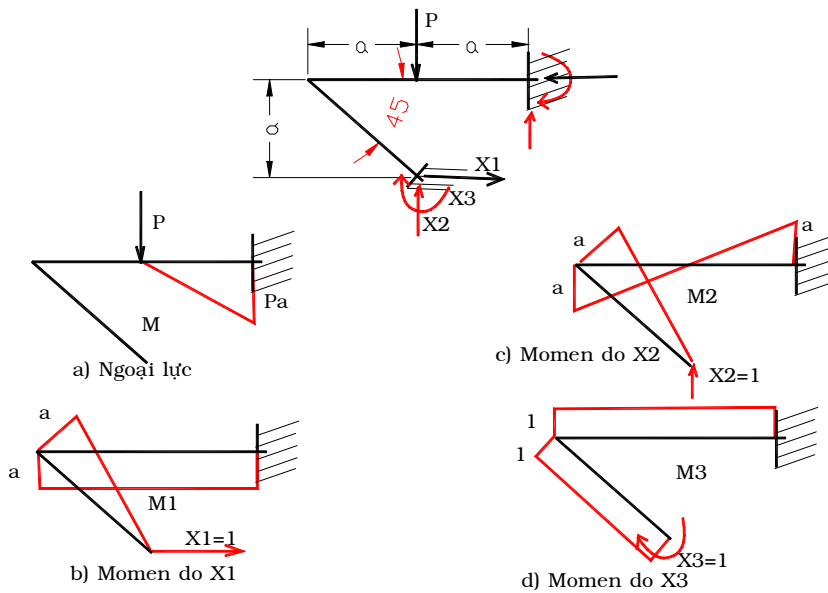 P
a
a
a
45
X1
X3
X2
P
Pa
M
a) Ngoại lực
a
a
a
M2
X2=1
c) Momen do X2
a
a
M1
X1=1
b) Momen do X1
1
1
M3
X3=1
d) Momen do X3